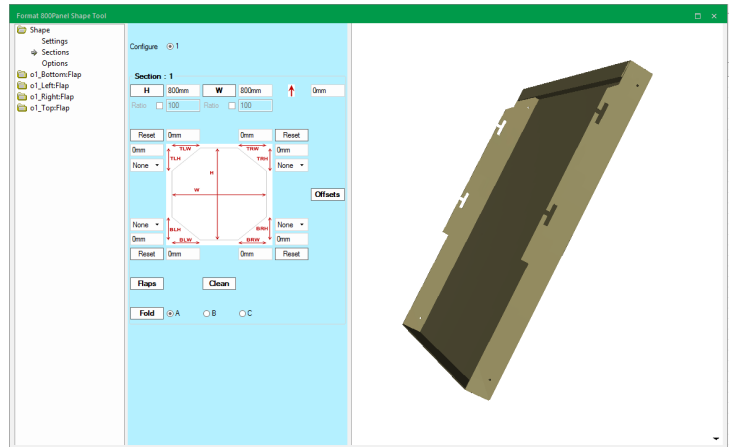 Format 800Panel Shape Tool
Shape
Settings
Sections
Options
o1_Bottom:Flap
o1_Left:Flap
o1_Right:Flap
o1_Top:Flap
Configure 1
Section : 1
H 800mm W 800mm 0mm
Ratio 100 Ratio 100
Reset 0mm 0mm Reset
0mm TLW TRW 0mm
TLH H TRH
None None
W
Offsets
None None
BLH BRH
0mm BLW BRW 0mm
Reset 0mm 0mm Reset
Flaps Clean
Fold A B C